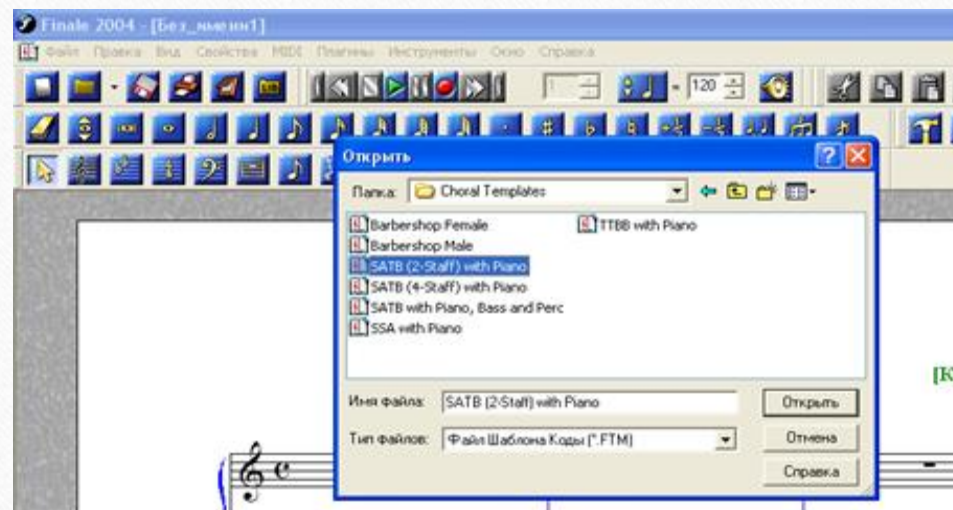 Finale 2004 - [Без_имени1]
Файл Правка Вид Свойства MIDI Плагины Инструменты Окно Справка
1 = 120
Открыть
Папка: Choral Templates
Barbershop Female TTBB with Piano
Barbershop Male
SATB (2-Staff) with Piano
SATB (4-Staff) with Piano
SATB with Piano, Bass and Perc
SSA with Piano
[К
Имя файла: SATB (2-Staff) with Piano Открыть
Тип файлов: Файл Шаблона Коды (*.FTM) Отмена
Справка